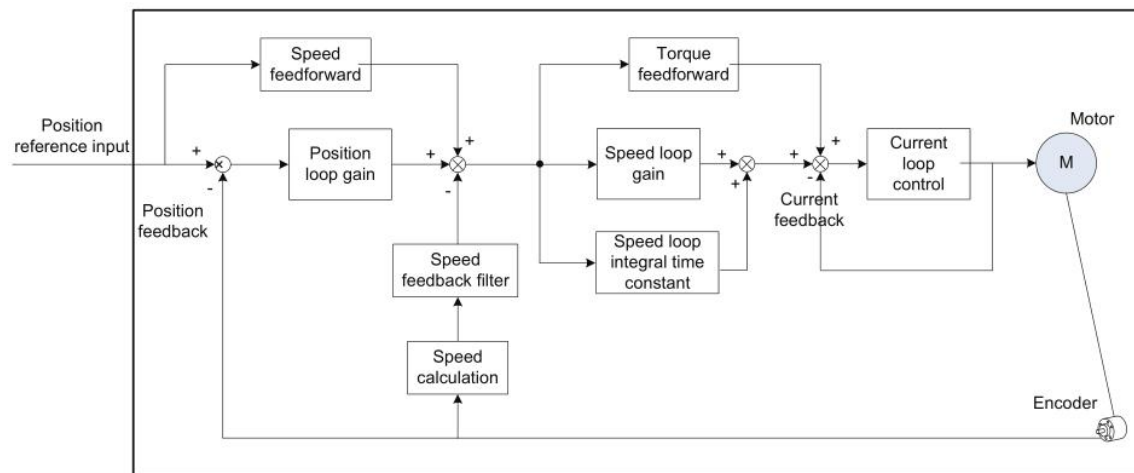 Speed
feedforward
Torque
feedforward
Position
reference input
Motor
+
+
+
-
Position
loop gain
+
-
Speed loop
gain
+
+
+
-
Current
loop
control
M
Position
feedback
Current
feedback
Speed
feedback filter
Speed loop
integral time
constant
Speed
calculation
Encoder